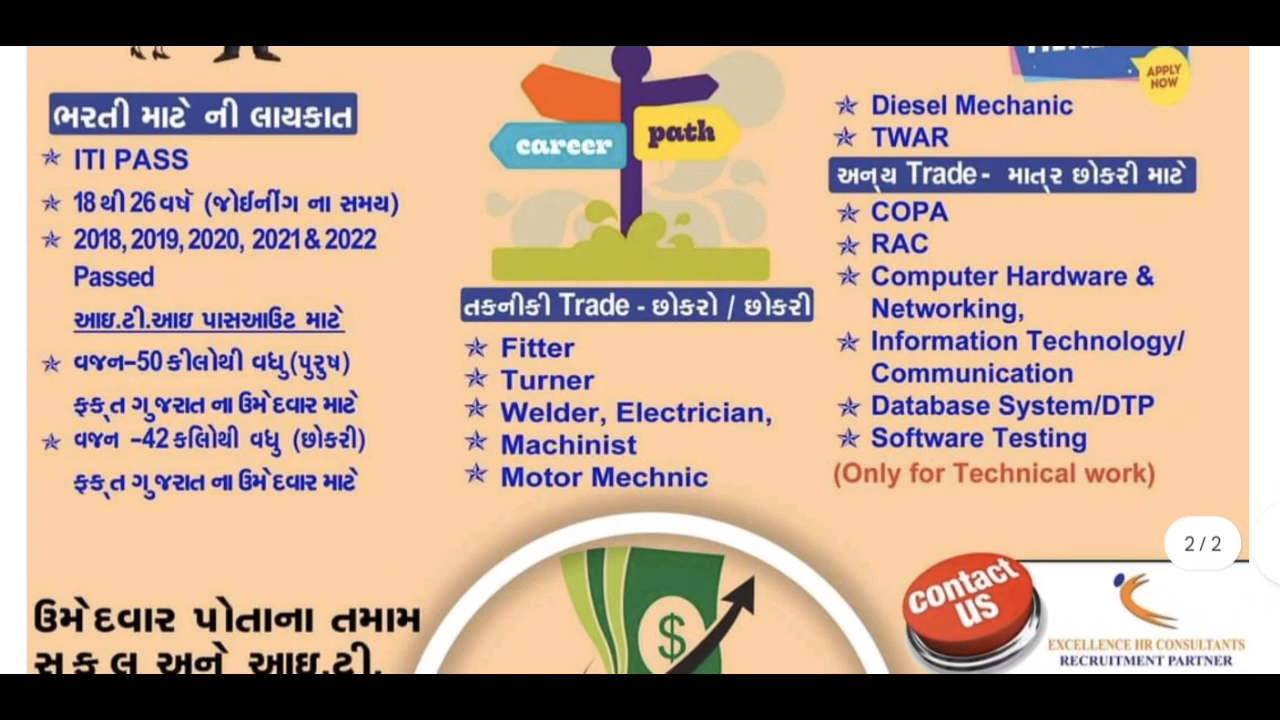 ભરતી માટે ની લાયકાત
ITI PASS
18 થી 26 વર્ષ (જોઈનીંગ ના સમય)
2018, 2019, 2020, 2021 & 2022
Passed
આઇ.ટી.આઇ પાસઆઉટ માટે
વજન-50 કીલોથી વધુ (પુરુષ)
ફક્ત ગુજરાત ના ઉમેદવાર માટે
વજન -42 કલિોથી વધુ (છોકરી)
ફક્ત ગુજરાત ના ઉમેદવાર માટે
ઉમેદવાર પોતાના તમામ
સકલ અને આઇ.ટી.
career
path
તકનીકી Trade - છોકરો / છોકરી
Fitter
Turner
Welder, Electrician,
Machinist
Motor Mechnic
$
APPLY
NOW
Diesel Mechanic
TWAR
અન્ય Trade - માત્ર છોકરી માટે
COPA
RAC
Computer Hardware &
Networking,
Information Technology/
Communication
Database System/DTP
Software Testing
(Only for Technical work)
2 / 2
contact
us
EXCELLENCE HR CONSULTANTS
RECRUITMENT PARTNER